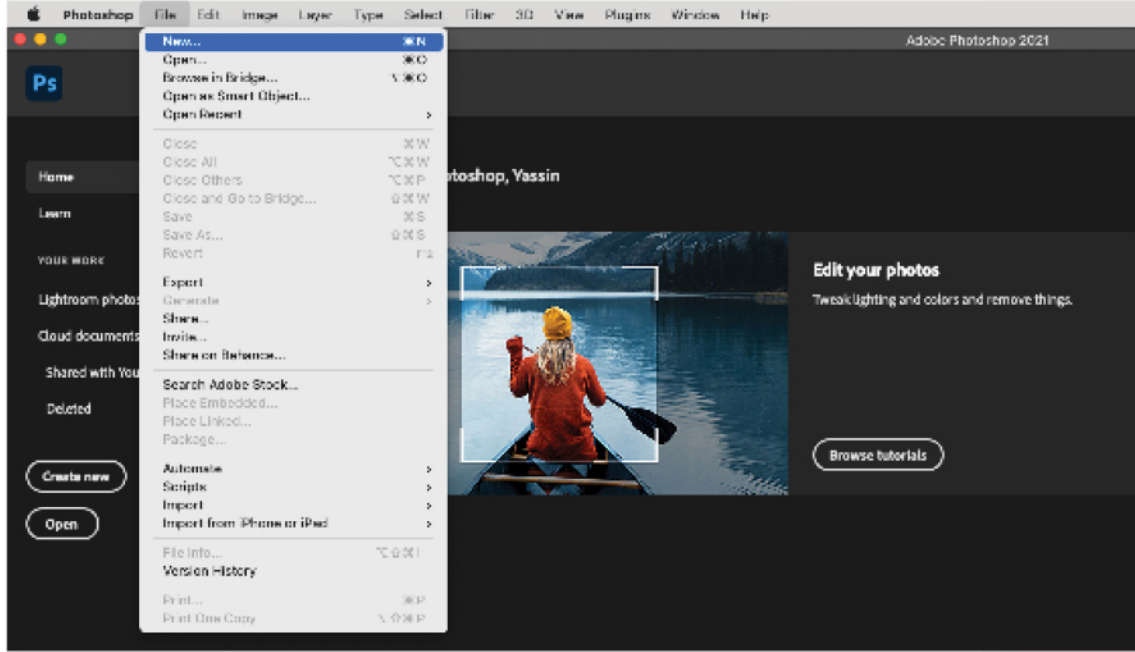 Photoshop File Edit Image Layer Type Select Filter 3D View Plugins Window Help
Adobe Photoshop 2021
Ps
New... ⌘N
Open... ⌘O
Browse in Bridge... ⌥⌘O
Open as Smart Object...
Open Recent >
Close ⌘W
Close All ⌥⌘W
Close Others ⌥⌘P
Close and Go to Bridge... ⇧⌘W
Save ⌘S
Save As... ⇧⌘S
Revert F12
Export >
Generate >
Share...
Invite...
Share on Behance...
Search Adobe Stock...
Place Embedded...
Place Linked...
Package...
Automate >
Scripts >
Import >
Import from iPhone or iPad >
File Info... ⌥⇧⌘I
Version History
Print... ⌘P
Print One Copy ⌥⇧⌘P
Home
Learn
YOUR WORK
Lightroom photos
Cloud documents
Shared with You
Deleted
Create new
Open
toshop, Yassin
Edit your photos
Tweak lighting and colors and remove things.
Browse tutorials